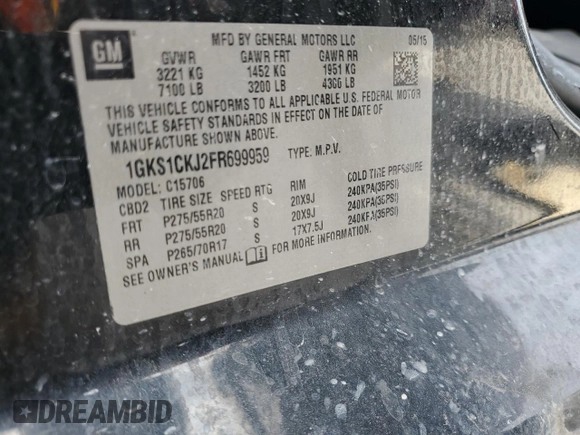 GM
MFD BY GENERAL MOTORS LLC 05/15
GVWR GAWR FRT GAWR RR
3221 KG 1452 KG 1951 KG
7100 LB 3200 LB 4300 LB
THIS VEHICLE CONFORMS TO ALL APPLICABLE U.S. FEDERAL MOTOR
VEHICLE SAFETY STANDARDS IN EFFECT ON THE DATE OF
MANUFACTURE SHOWN ABOVE.
1GKS1CKJ2FR699959 TYPE: M.P.V.
MODEL: C15706
CBD2 TIRE SIZE SPEED RTG RIM COLD TIRE PRESSURE
FRT P275/55R20 S 20X9J 240KPA(35PSI)
RR P275/55R20 S 20X9J 240KPA(35PSI)
SPA P265/70R17 S 17X7.5J 240KPA(35PSI)
SEE OWNER'S MANUAL FOR MORE INFORMATION.
DREAMBID